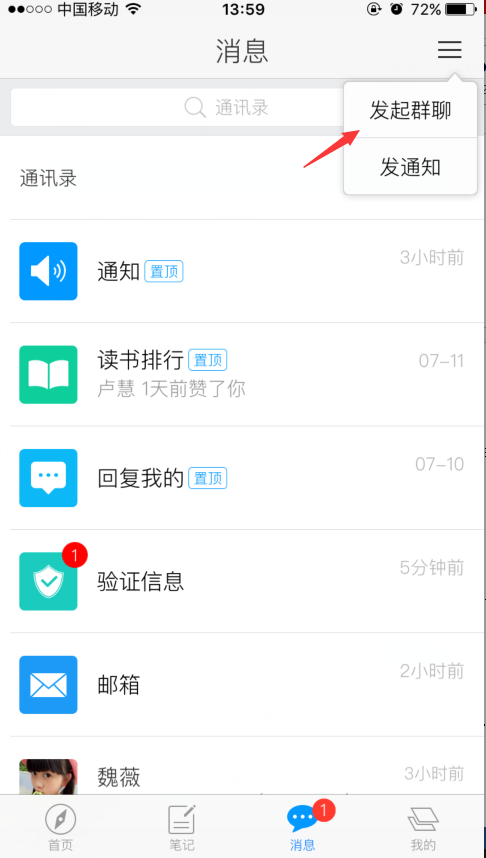 中国移动 13:59 72%
消息
通讯录
发起群聊
发通知
通讯录
通知 置顶 3小时前
读书排行 置顶 07-11
卢慧 1天前赞了你
回复我的 置顶 07-10
1
验证信息 5分钟前
邮箱 2小时前
魏薇 3小时前
1
首页 笔记 消息 我的